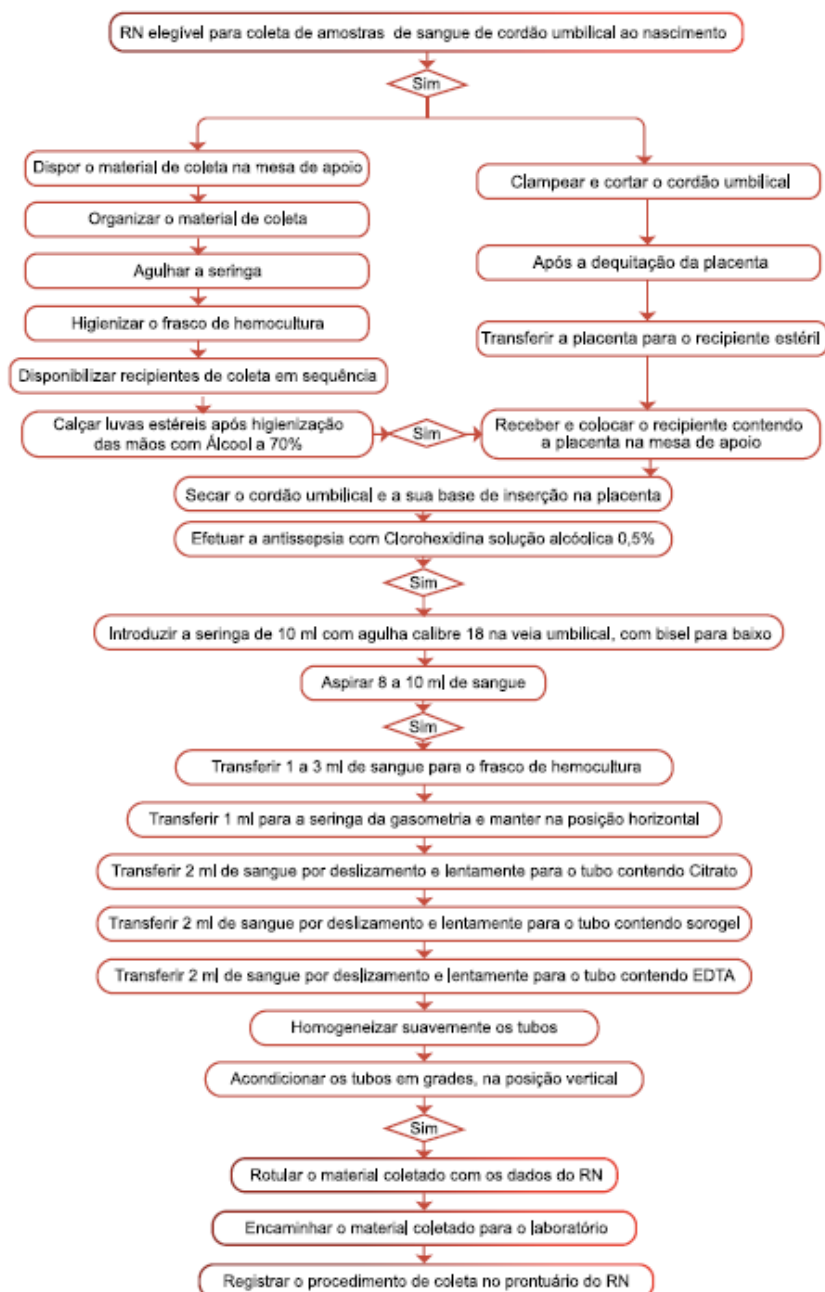 RN elegível para coleta de amostras de sangue de cordão umbilical ao nascimento
Sim
Dispor o material de coleta na mesa de apoio
Organizar o material de coleta
Agulhar a seringa
Higienizar o frasco de hemocultura
Disponibilizar recipientes de coleta em sequência
Calçar luvas estéreis após higienização
das mãos com Álcool a 70%
Sim
Clampear e cortar o cordão umbilical
Após a dequitação da placenta
Transferir a placenta para o recipiente estéril
Receber e colocar o recipiente contendo
a placenta na mesa de apoio
Secar o cordão umbilical e a sua base de inserção na placenta
Efetuar a antissepsia com Clorohexidina solução alcóolica 0,5%
Sim
Introduzir a seringa de 10 ml com agulha calibre 18 na veia umbilical, com bisel para baixo
Aspirar 8 a 10 ml de sangue
Sim
Transferir 1 a 3 ml de sangue para o frasco de hemocultura
Transferir 1 ml para a seringa da gasometria e manter na posição horizontal
Transferir 2 ml de sangue por deslizamento e lentamente para o tubo contendo Citrato
Transferir 2 ml de sangue por deslizamento e lentamente para o tubo contendo sorogel
Transferir 2 ml de sangue por deslizamento e lentamente para o tubo contendo EDTA
Homogeneizar suavemente os tubos
Acondicionar os tubos em grades, na posição vertical
Sim
Rotular o material coletado com os dados do RN
Encaminhar o material coletado para o laboratório
Registrar o procedimento de coleta no prontuário do RN